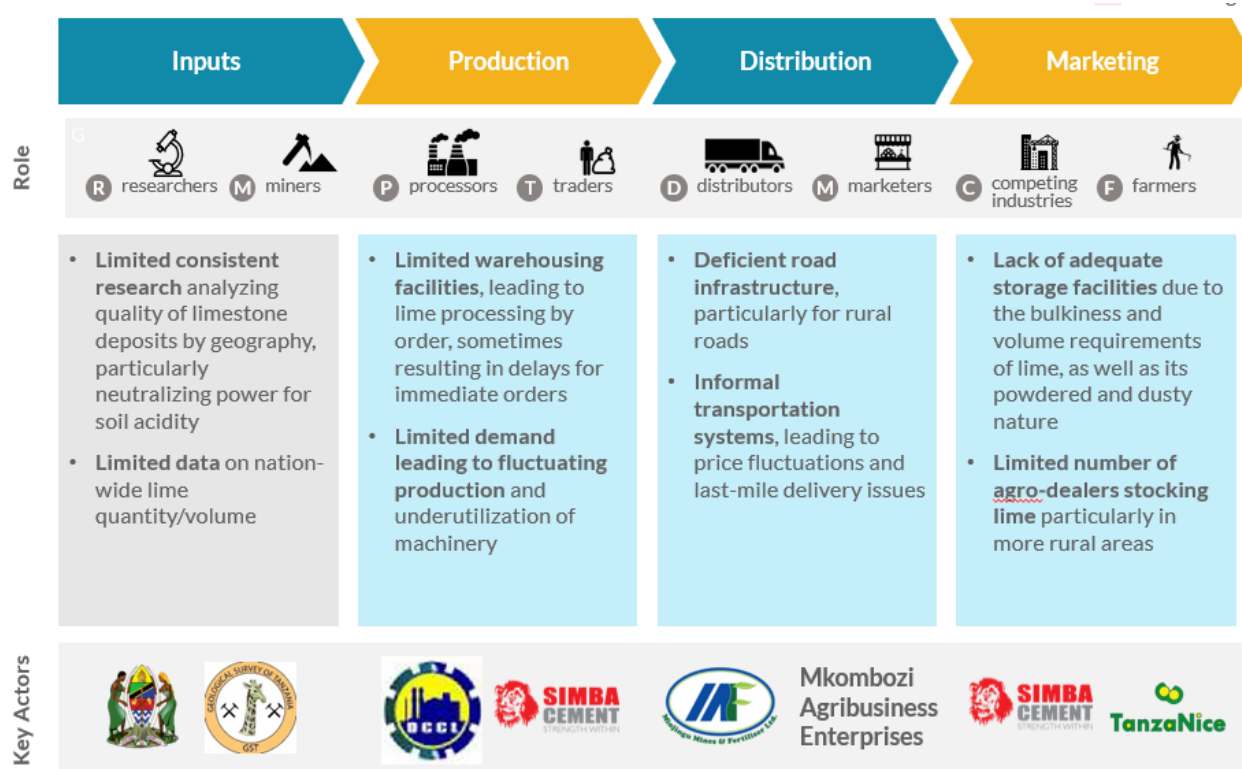 Inputs
Production
Distribution
Marketing
Role
G
R researchers
M miners
P processors
T traders
D distributors
M marketers
C competing
industries
F farmers
• Limited consistent
research analyzing
quality of limestone
deposits by geography,
particularly
neutralizing power for
soil acidity
• Limited data on nation-
wide lime
quantity/volume
• Limited warehousing
facilities, leading to
lime processing by
order, sometimes
resulting in delays for
immediate orders
• Limited demand
leading to fluctuating
production and
underutilization of
machinery
• Deficient road
infrastructure,
particularly for rural
roads
• Informal
transportation
systems, leading to
price fluctuations and
last-mile delivery issues
• Lack of adequate
storage facilities due to
the bulkiness and
volume requirements
of lime, as well as its
powdered and dusty
nature
• Limited number of
agro-dealers stocking
lime particularly in
more rural areas
Key Actors
GEOLOGICAL SURVEY OF TANZANIA
GST
DCCL
SIMBA
CEMENT
STRENGTH WITHIN
Minjingu Mines & Fertiliser Ltd.
Mkombozi
Agribusiness
Enterprises
SIMBA
CEMENT
STRENGTH WITHIN
TanzaNice